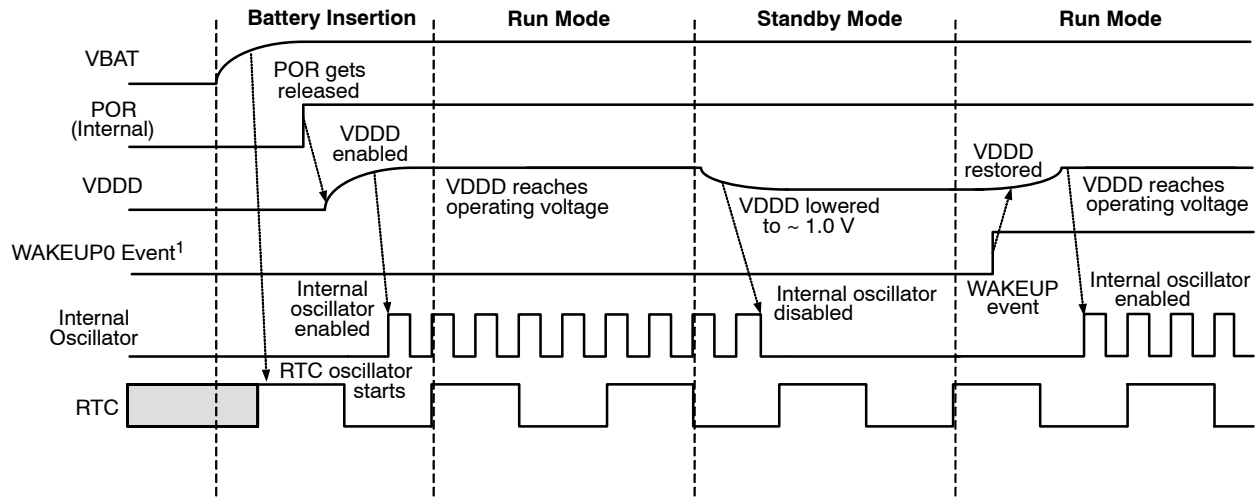 Battery Insertion
Run Mode
Standby Mode
Run Mode
VBAT
POR gets
released
POR
(Internal)
VDDD
enabled
VDDD
restored
VDDD
VDDD reaches
operating voltage
VDDD lowered
to ~ 1.0 V
VDDD reaches
operating voltage
WAKEUP0 Event1
Internal
oscillator
enabled
Internal oscillator
disabled
WAKEUP
event
Internal oscillator
enabled
Internal
Oscillator
RTC oscillator
starts
RTC